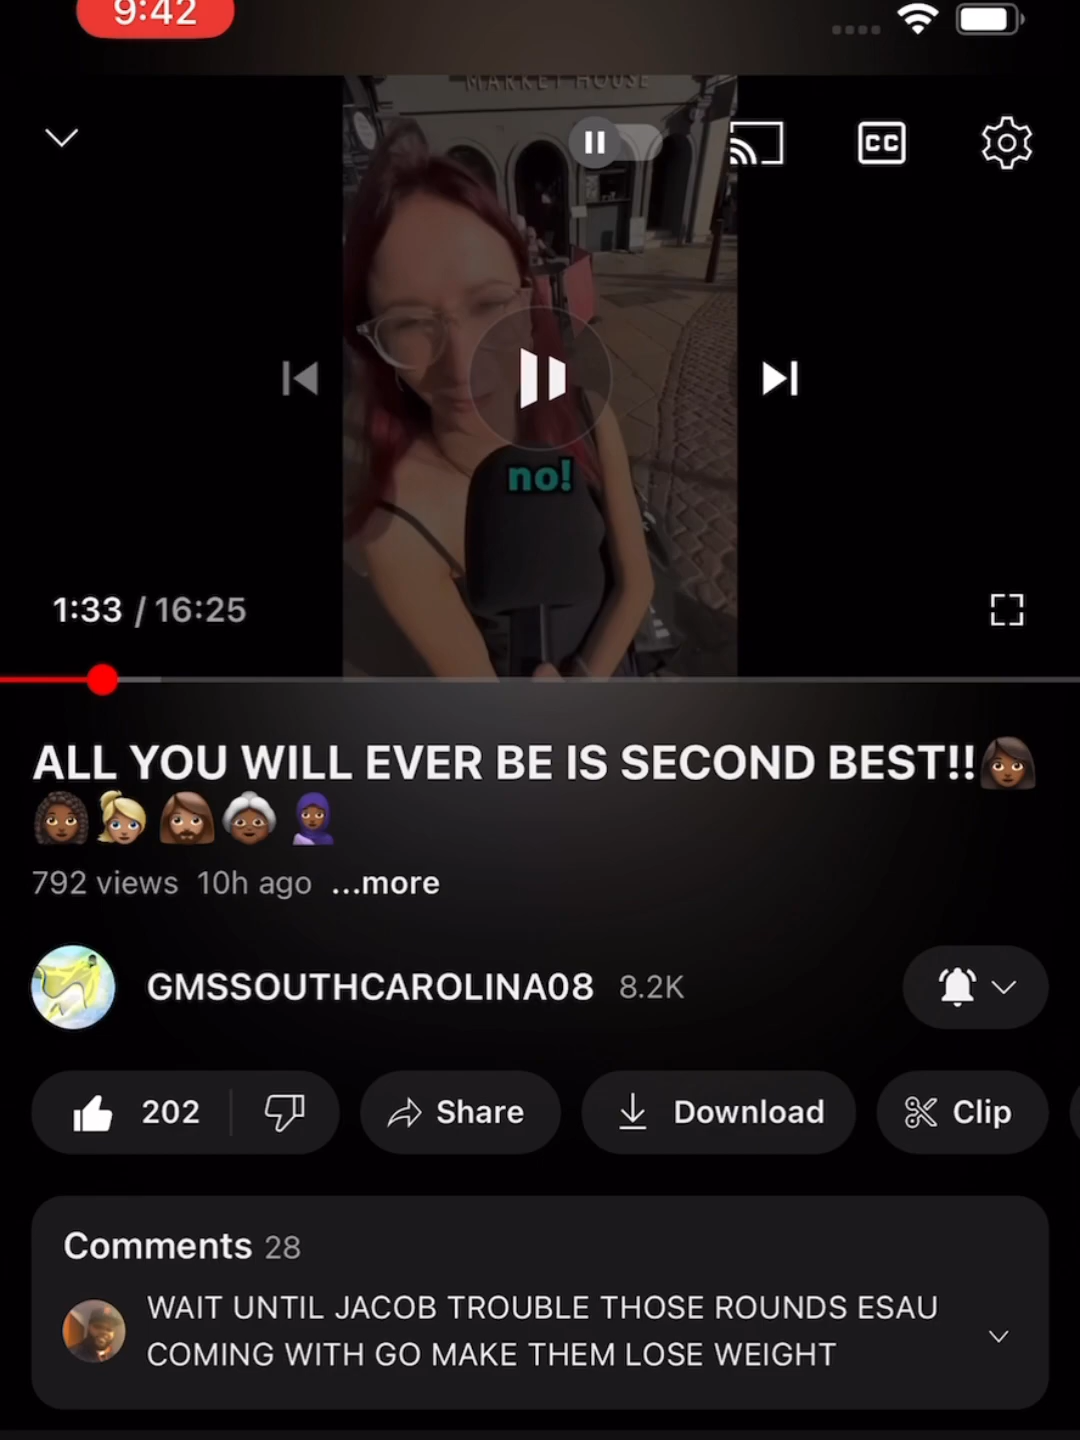 9:42
MARKET HOUSE
CC
no!
1:33 / 16:25
ALL YOU WILL EVER BE IS SECOND BEST!!
792 views 10h ago ...more
GMSSOUTHCAROLINA08 8.2K
202 Share Download Clip
Comments 28
WAIT UNTIL JACOB TROUBLE THOSE ROUNDS ESAU
COMING WITH GO MAKE THEM LOSE WEIGHT